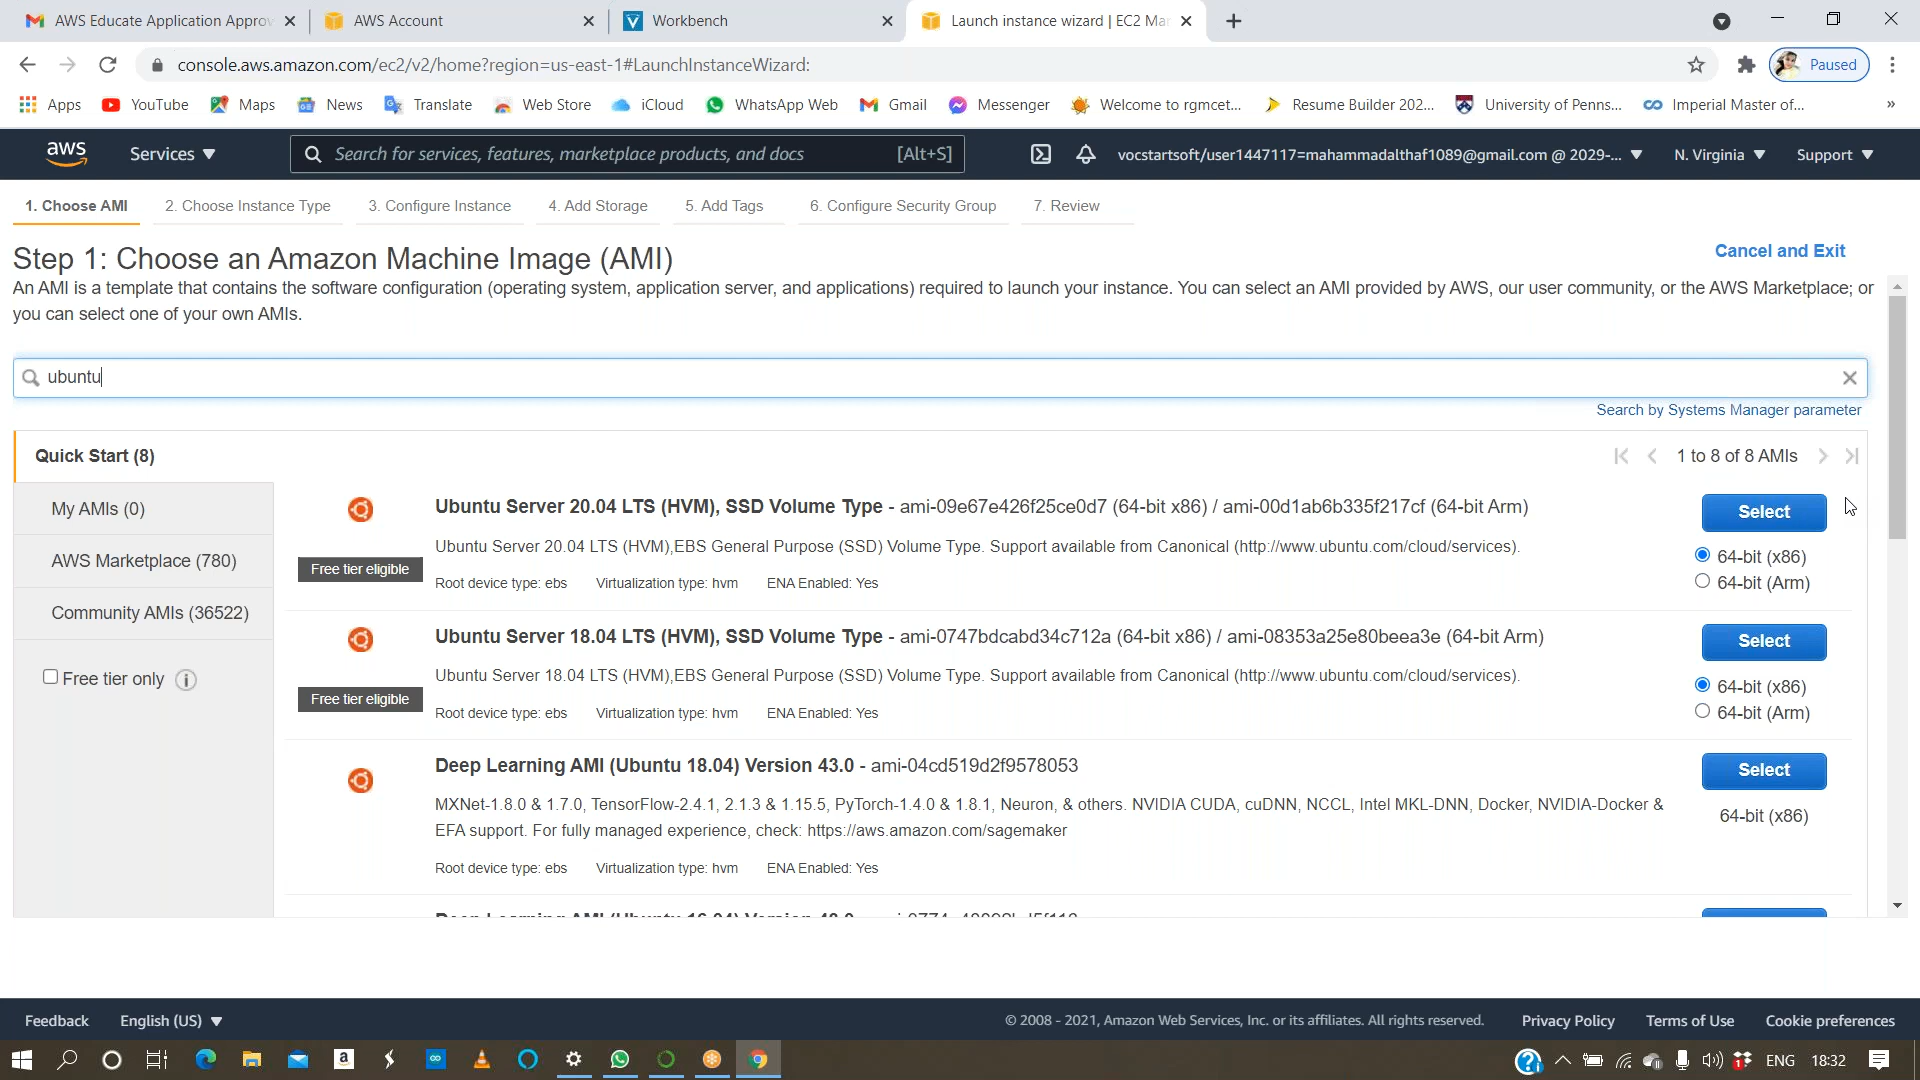 AWS Educate Application Approv
AWS Account
Workbench
Launch instance wizard | EC2 Ma
console.aws.amazon.com/ec2/v2/home?region=us-east-1#LaunchInstanceWizard:
Paused
Apps
YouTube
Maps
News
Translate
Web Store
iCloud
WhatsApp Web
Gmail
Messenger
Welcome to rgmcet...
Resume Builder 202...
University of Penns...
Imperial Master of...
»
aws
Services
Search for services, features, marketplace products, and docs
[Alt+S]
vocstartsoft/user1447117=mahammadalthaf1089@gmail.com @ 2029-...
N. Virginia
Support
1. Choose AMI
2. Choose Instance Type
3. Configure Instance
4. Add Storage
5. Add Tags
6. Configure Security Group
7. Review
Step 1: Choose an Amazon Machine Image (AMI)
Cancel and Exit
An AMI is a template that contains the software configuration (operating system, application server, and applications) required to launch your instance. You can select an AMI provided by AWS, our user community, or the AWS Marketplace; or
you can select one of your own AMIs.
ubuntu
Search by Systems Manager parameter
Quick Start (8)
1 to 8 of 8 AMIs
My AMIs (0)
AWS Marketplace (780)
Community AMIs (36522)
Free tier only
Ubuntu Server 20.04 LTS (HVM), SSD Volume Type - ami-09e67e426f25ce0d7 (64-bit x86) / ami-00d1ab6b335f217cf (64-bit Arm)
Free tier eligible
Ubuntu Server 20.04 LTS (HVM),EBS General Purpose (SSD) Volume Type. Support available from Canonical (http://www.ubuntu.com/cloud/services).
Root device type: ebs Virtualization type: hvm ENA Enabled: Yes
Select
64-bit (x86)
64-bit (Arm)
Ubuntu Server 18.04 LTS (HVM), SSD Volume Type - ami-0747bdcabd34c712a (64-bit x86) / ami-08353a25e80beea3e (64-bit Arm)
Free tier eligible
Ubuntu Server 18.04 LTS (HVM),EBS General Purpose (SSD) Volume Type. Support available from Canonical (http://www.ubuntu.com/cloud/services).
Root device type: ebs Virtualization type: hvm ENA Enabled: Yes
Select
64-bit (x86)
64-bit (Arm)
Deep Learning AMI (Ubuntu 18.04) Version 43.0 - ami-04cd519d2f9578053
MXNet-1.8.0 & 1.7.0, TensorFlow-2.4.1, 2.1.3 & 1.15.5, PyTorch-1.4.0 & 1.8.1, Neuron, & others. NVIDIA CUDA, cuDNN, NCCL, Intel MKL-DNN, Docker, NVIDIA-Docker &
EFA support. For fully managed experience, check: https://aws.amazon.com/sagemaker
Root device type: ebs Virtualization type: hvm ENA Enabled: Yes
Select
64-bit (x86)
Feedback
English (US)
© 2008 - 2021, Amazon Web Services, Inc. or its affiliates. All rights reserved.
Privacy Policy
Terms of Use
Cookie preferences
ENG
18:32